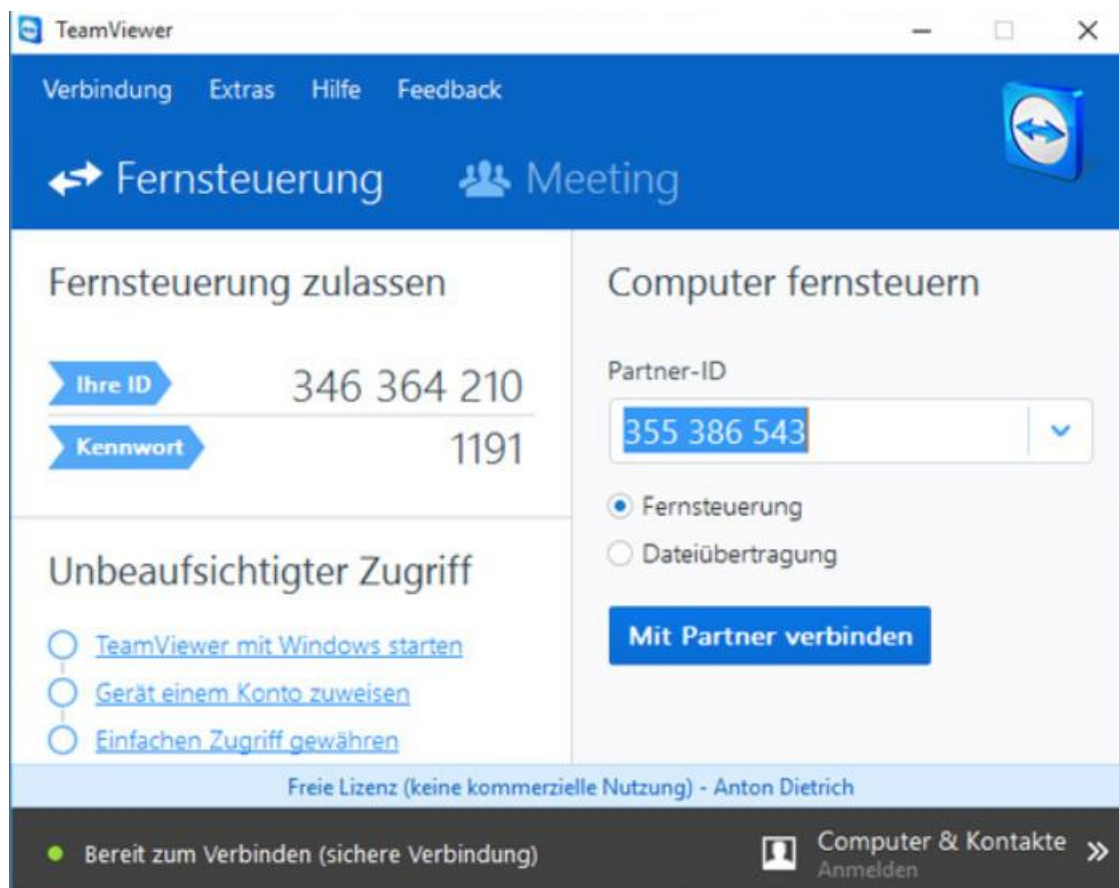 TeamViewer
Verbindung Extras Hilfe Feedback
Fernsteuerung Meeting
Fernsteuerung zulassen
Ihre ID 346 364 210
Kennwort 1191
Unbeaufsichtigter Zugriff
TeamViewer mit Windows starten
Gerät einem Konto zuweisen
Einfachen Zugriff gewähren
Computer fernsteuern
Partner-ID
355 386 543
Fernsteuerung
Dateiübertragung
Mit Partner verbinden
Freie Lizenz (keine kommerzielle Nutzung) - Anton Dietrich
Bereit zum Verbinden (sichere Verbindung)
Computer & Kontakte
Anmelden